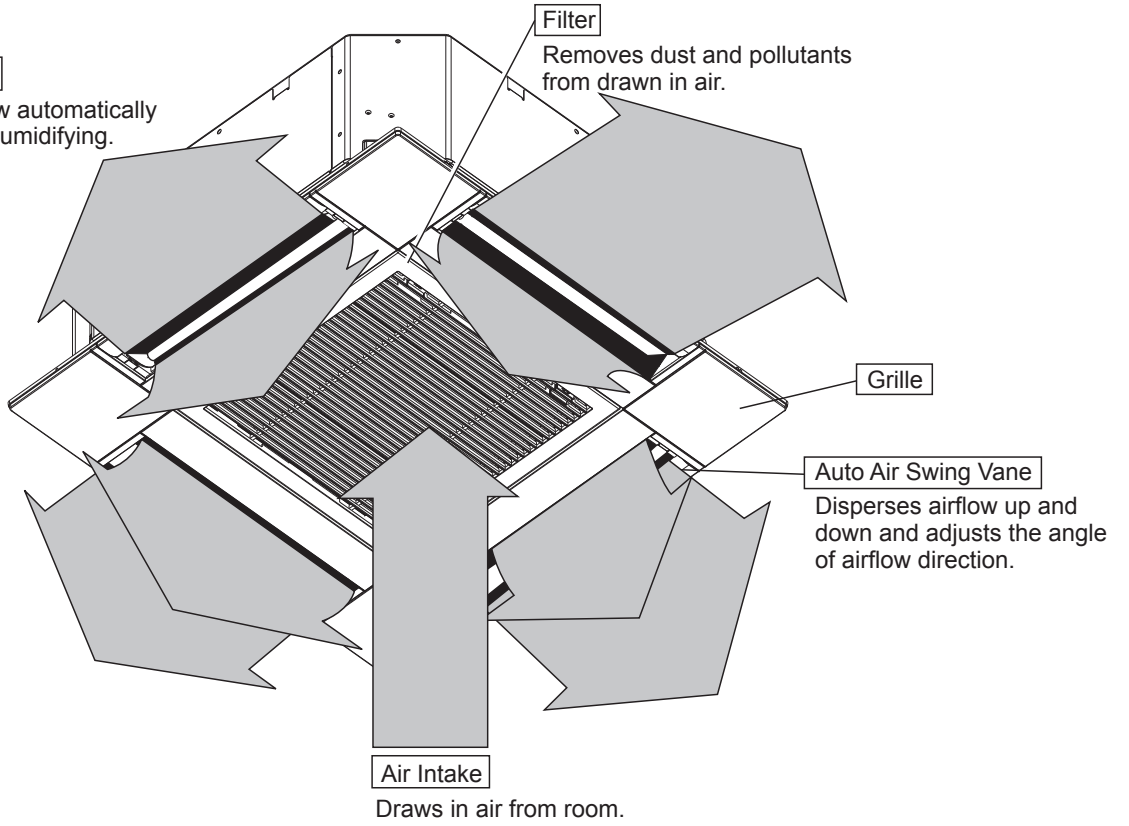 Filter
Removes dust and pollutants
from drawn in air.
automatically
Grille
Auto Air Swing Vane
Disperses airflow up and
down and adjusts the angle
of airflow direction.
Air Intake
Draws in air from room.